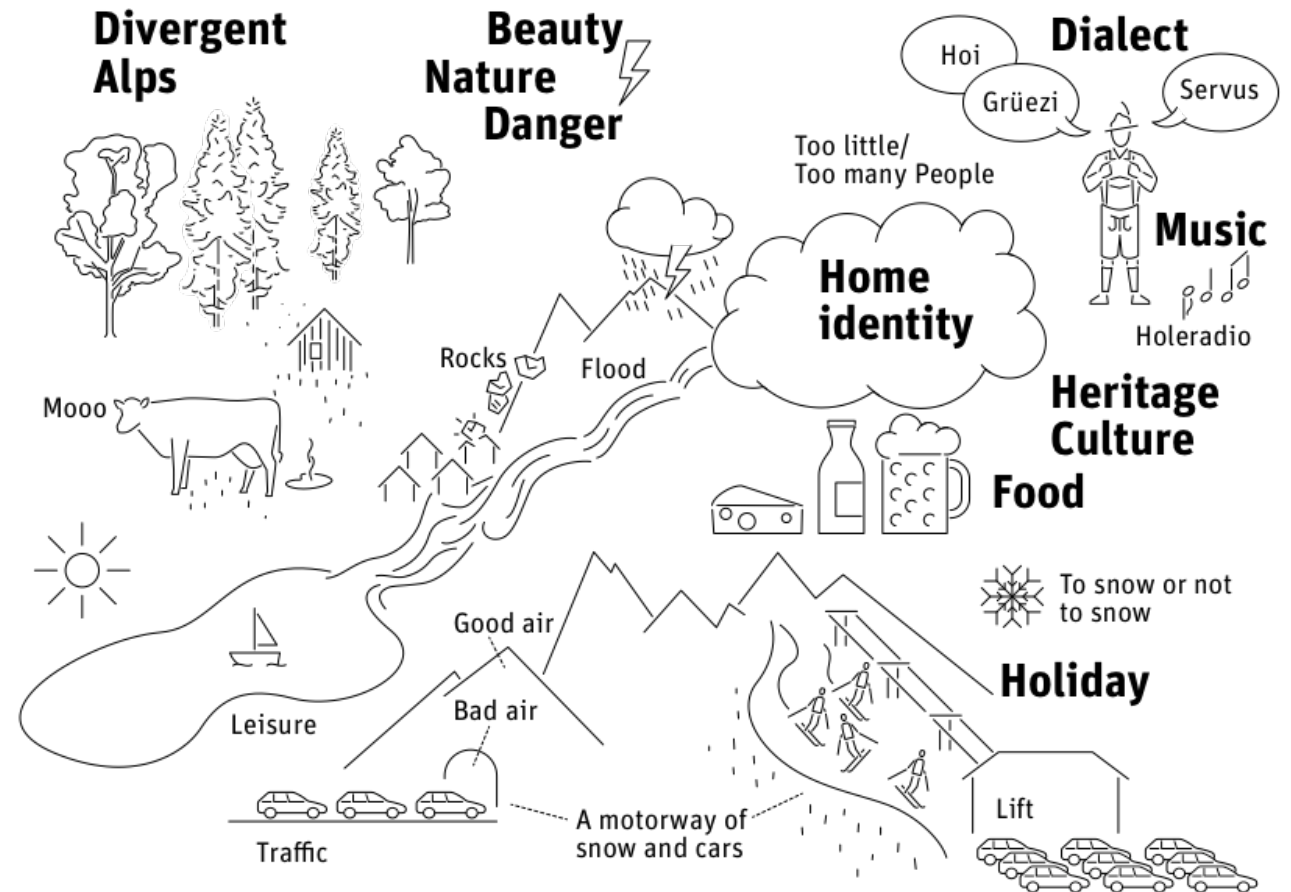 Divergent
Alps
Beauty
Nature
Danger
Dialect
Hoi
Grüezi
Servus
Too little/
Too many People
Music
Holeradio
Home
identity
Rocks
Flood
Mooo
Heritage
Culture
Food
To snow or not
to snow
Good air
Holiday
Bad air
Leisure
Lift
A motorway of
snow and cars
Traffic